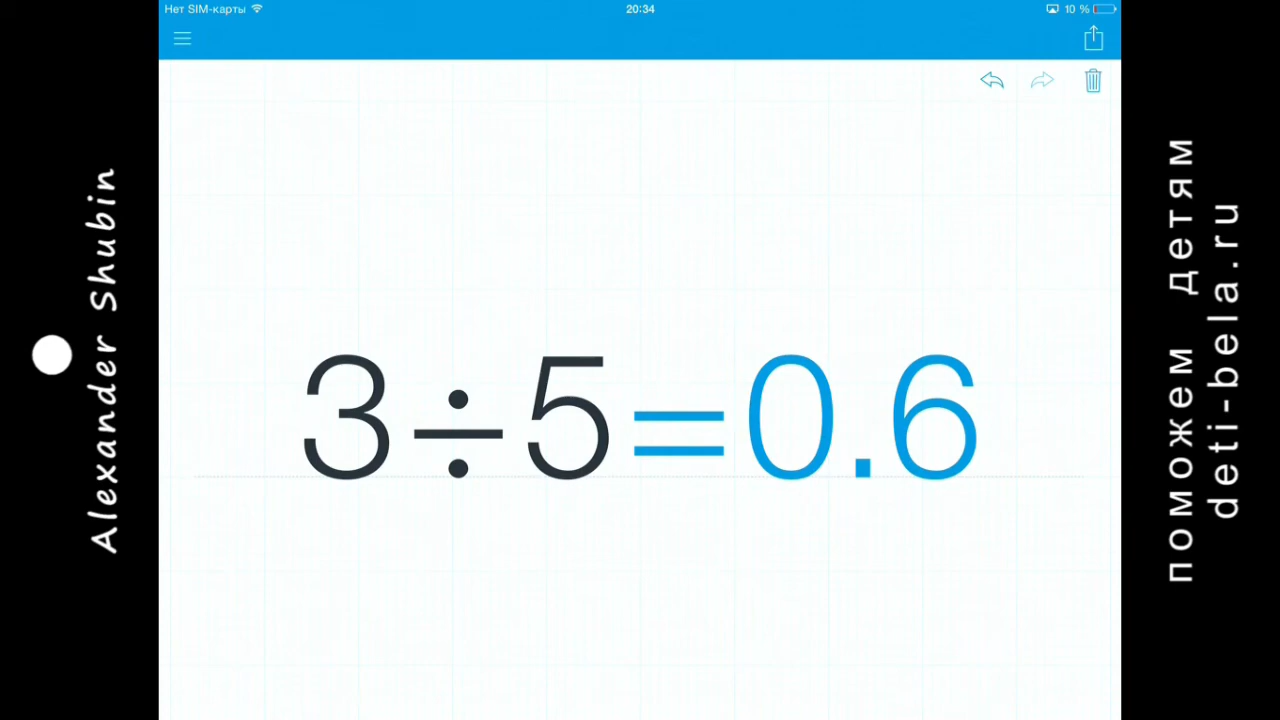 Нет SIM-карты
20:34
10 %
3÷5=0.6
Alexander Shubin
поможем детям
deti-bela.ru